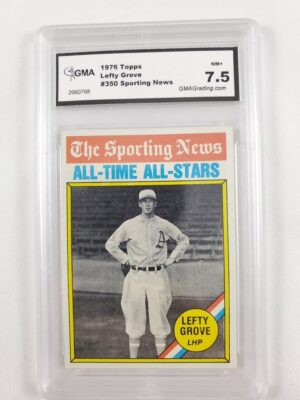 GMA
1976 Topps
Lefty Grove
#350 Sporting News
NM+
7.5
GMAGrading.com
The Sporting News
ALL-TIME ALL-STARS
A
LEFTY
GROVE
LHP